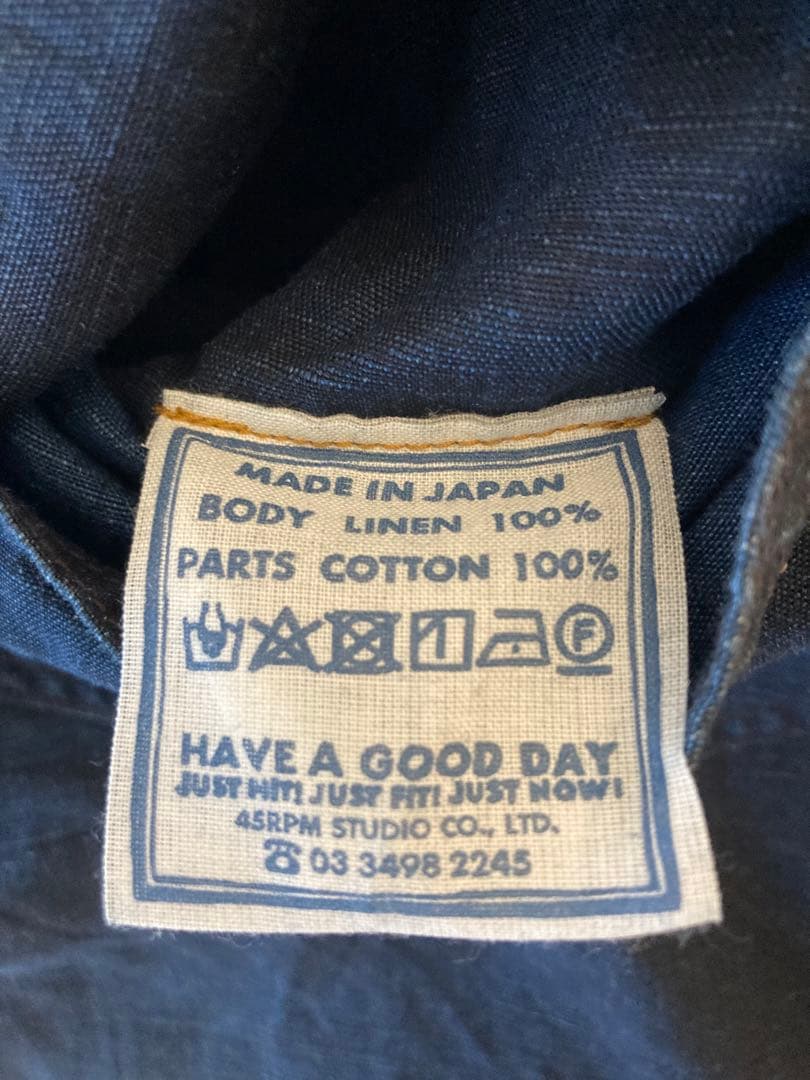 MADE IN JAPAN
BODY LINEN 100%
PARTS COTTON 100%
F
HAVE A GOOD DAY
JUST HIT! JUST FIT! JUST NOW!
45RPM STUDIO CO., LTD.
☎ 03 3498 2245